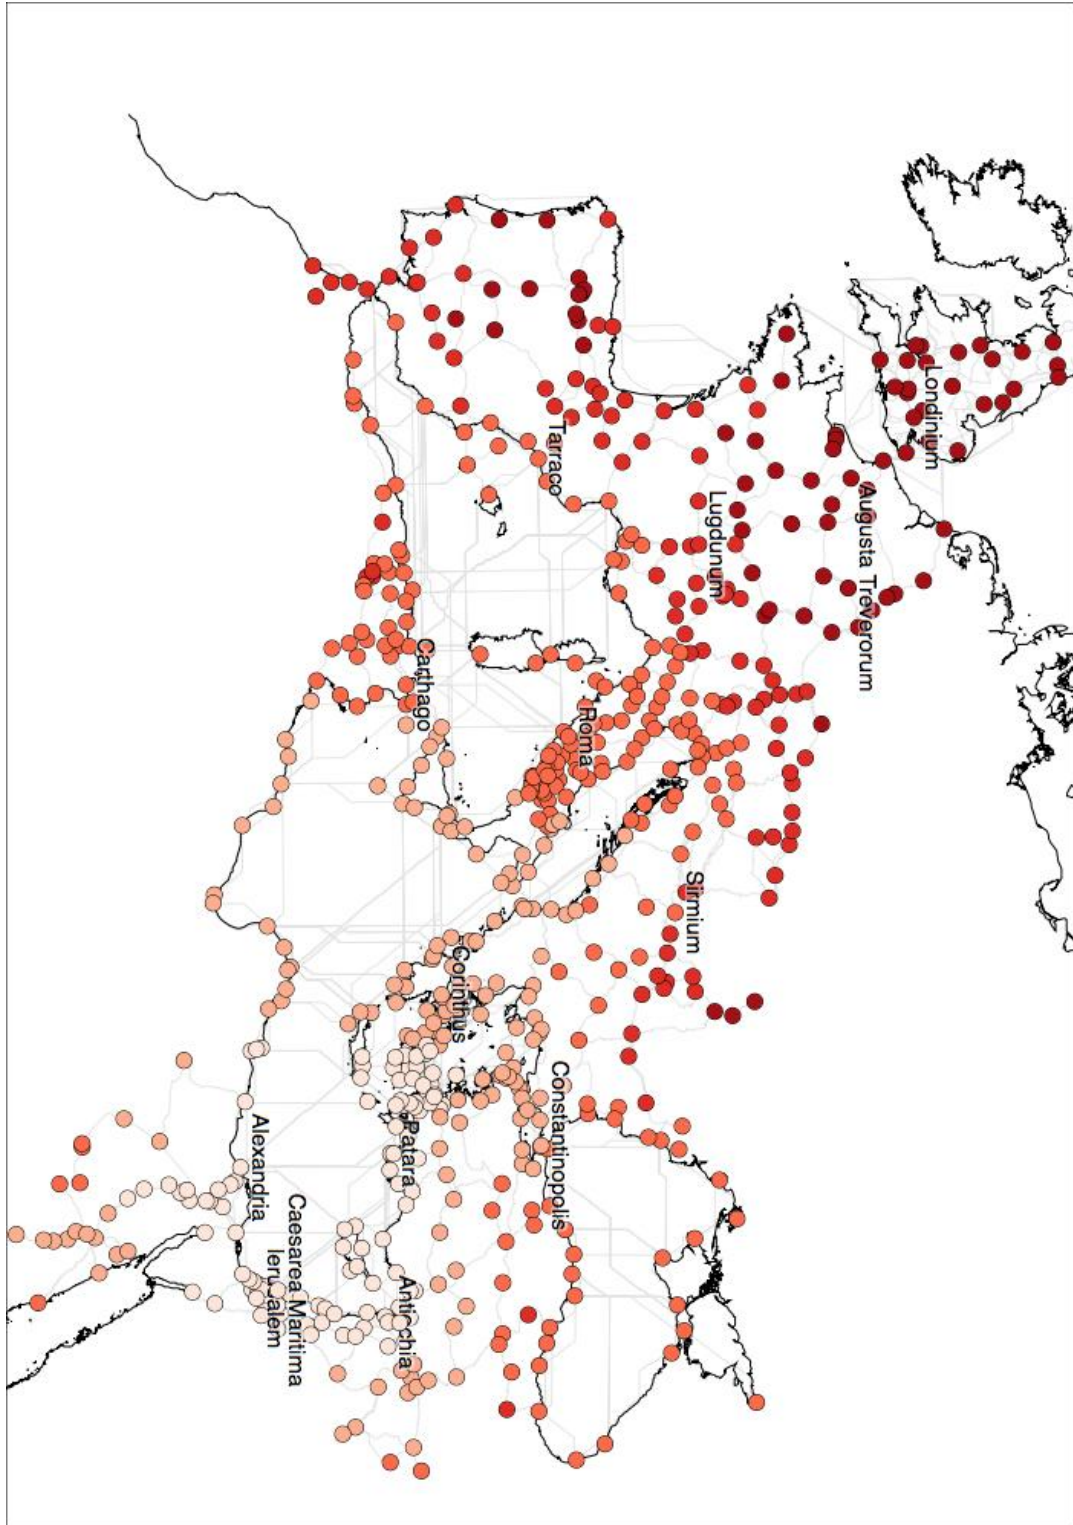 Londinium
Augusta Treverorum
Lugdunum
Tarraco
Sirmium
Roma
Carthago
Constantinopolis
Corinthus
Patara
Antiochia
Alexandria
Caesarea Maritima
Ierusalem